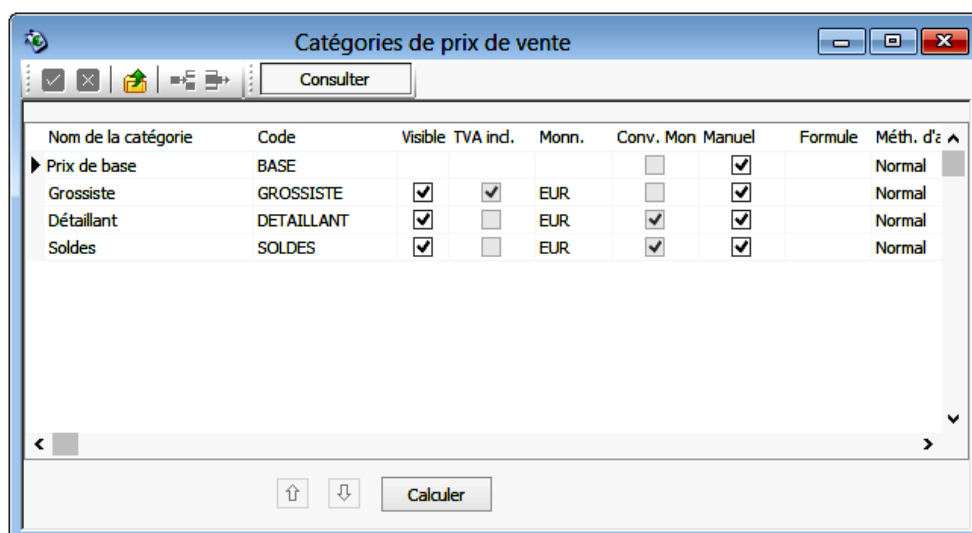 Catégories de prix de vente
Consulter
Nom de la catégorie Code Visible TVA incl. Monn. Conv. Mon Manuel Formule Méth. d'a
Prix de base BASE Normal
Grossiste GROSSISTE EUR Normal
Détaillant DETAILLANT EUR Normal
Soldes SOLDES EUR Normal
Calculer